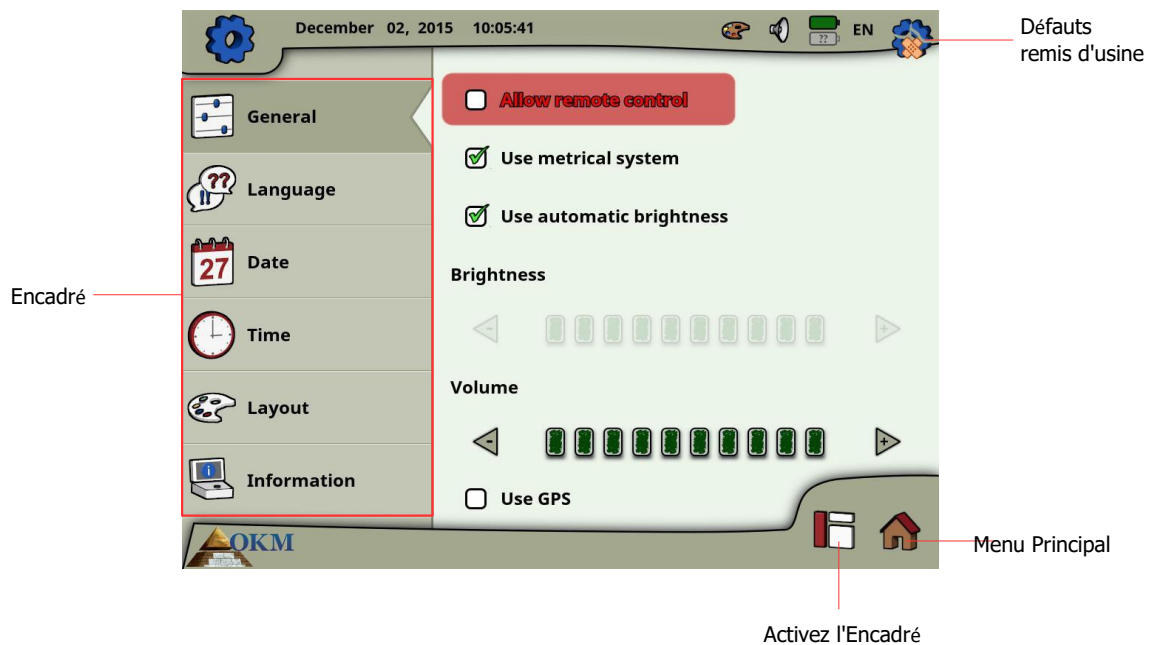 December 02, 2015 10:05:41
??
EN
Défauts
remis d'usine
General
Allow remote control
Use metrical system
??
!!
Language
Use automatic brightness
27
Date
Brightness
Encadré
Time
- +
Volume
Layout
- +
i
Information
Use GPS
OKM
Menu Principal
Activez l'Encadré